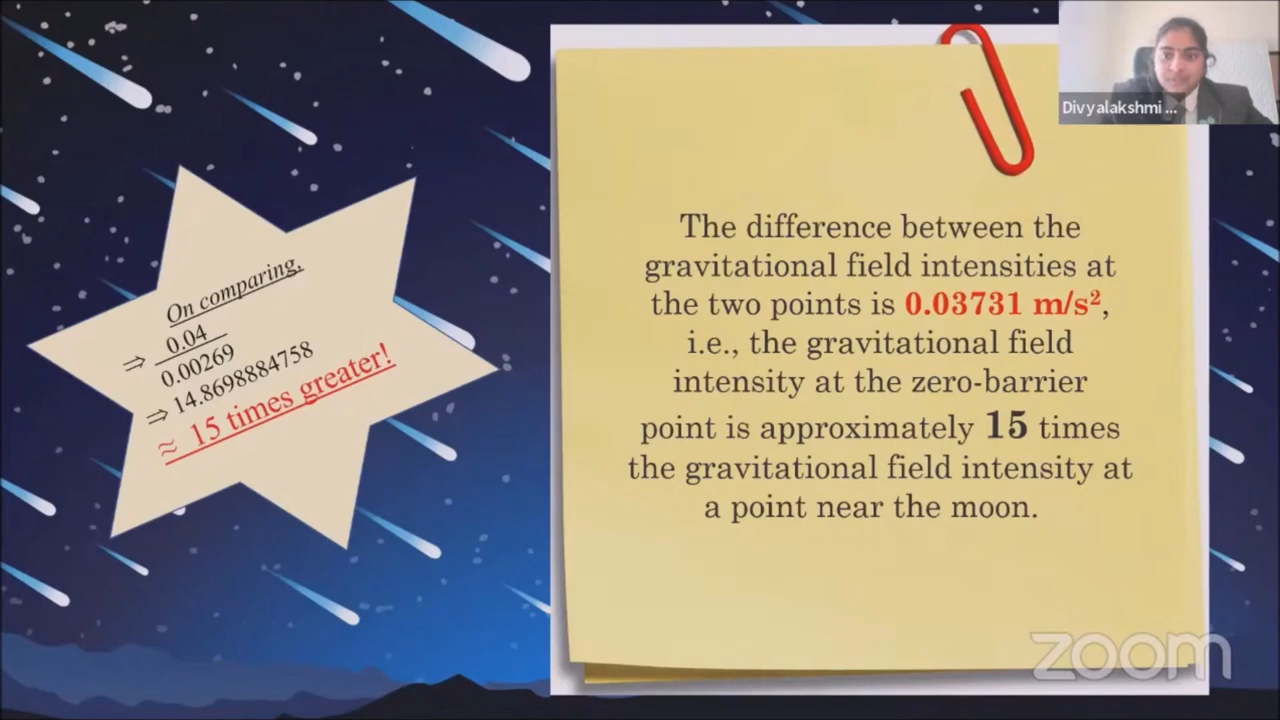 On comparing,
⇒ 0.04
0.00269
⇒ 14.8698884758
≈ 15 times greater!
The difference between the
gravitational field intensities at
the two points is 0.03731 m/s²,
i.e., the gravitational field
intensity at the zero-barrier
point is approximately 15 times
the gravitational field intensity at
a point near the moon.
Divyalakshmi ...
zoom